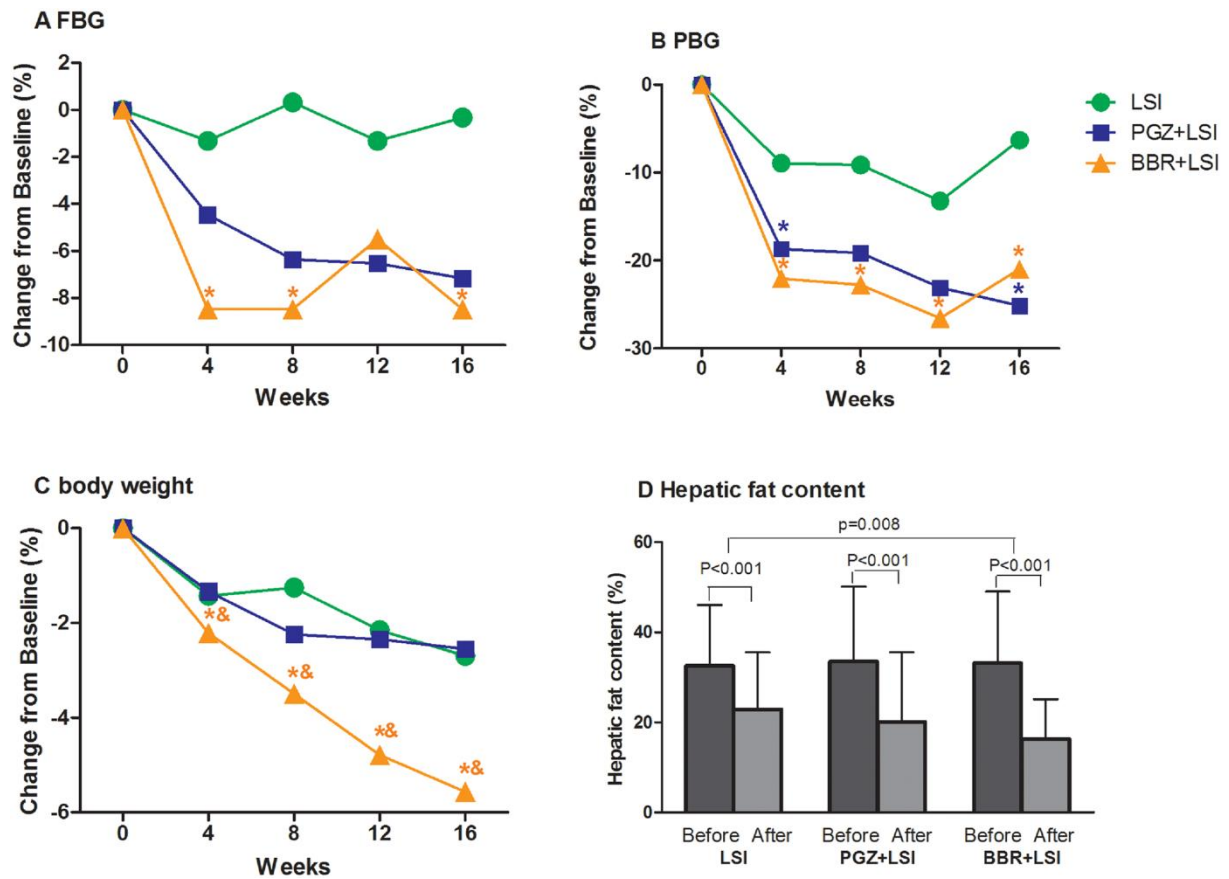 A FBG
Change from Baseline (%)
2
0
-2
-4
-6
-8
-10
* * *
0 4 8 12 16
Weeks
B PBG
Change from Baseline (%)
0
-10
-20
-30
* *
* * * *
0 4 8 12 16
Weeks
LSI
PGZ+LSI
BBR+LSI
C body weight
Change from Baseline (%)
0
-2
-4
-6
*&
*&
*&
*&
0 4 8 12 16
Weeks
D Hepatic fat content
Hepatic fat content (%)
60
40
20
0
p=0.008
P<0.001
P<0.001
P<0.001
Before After Before After Before After
LSI PGZ+LSI BBR+LSI